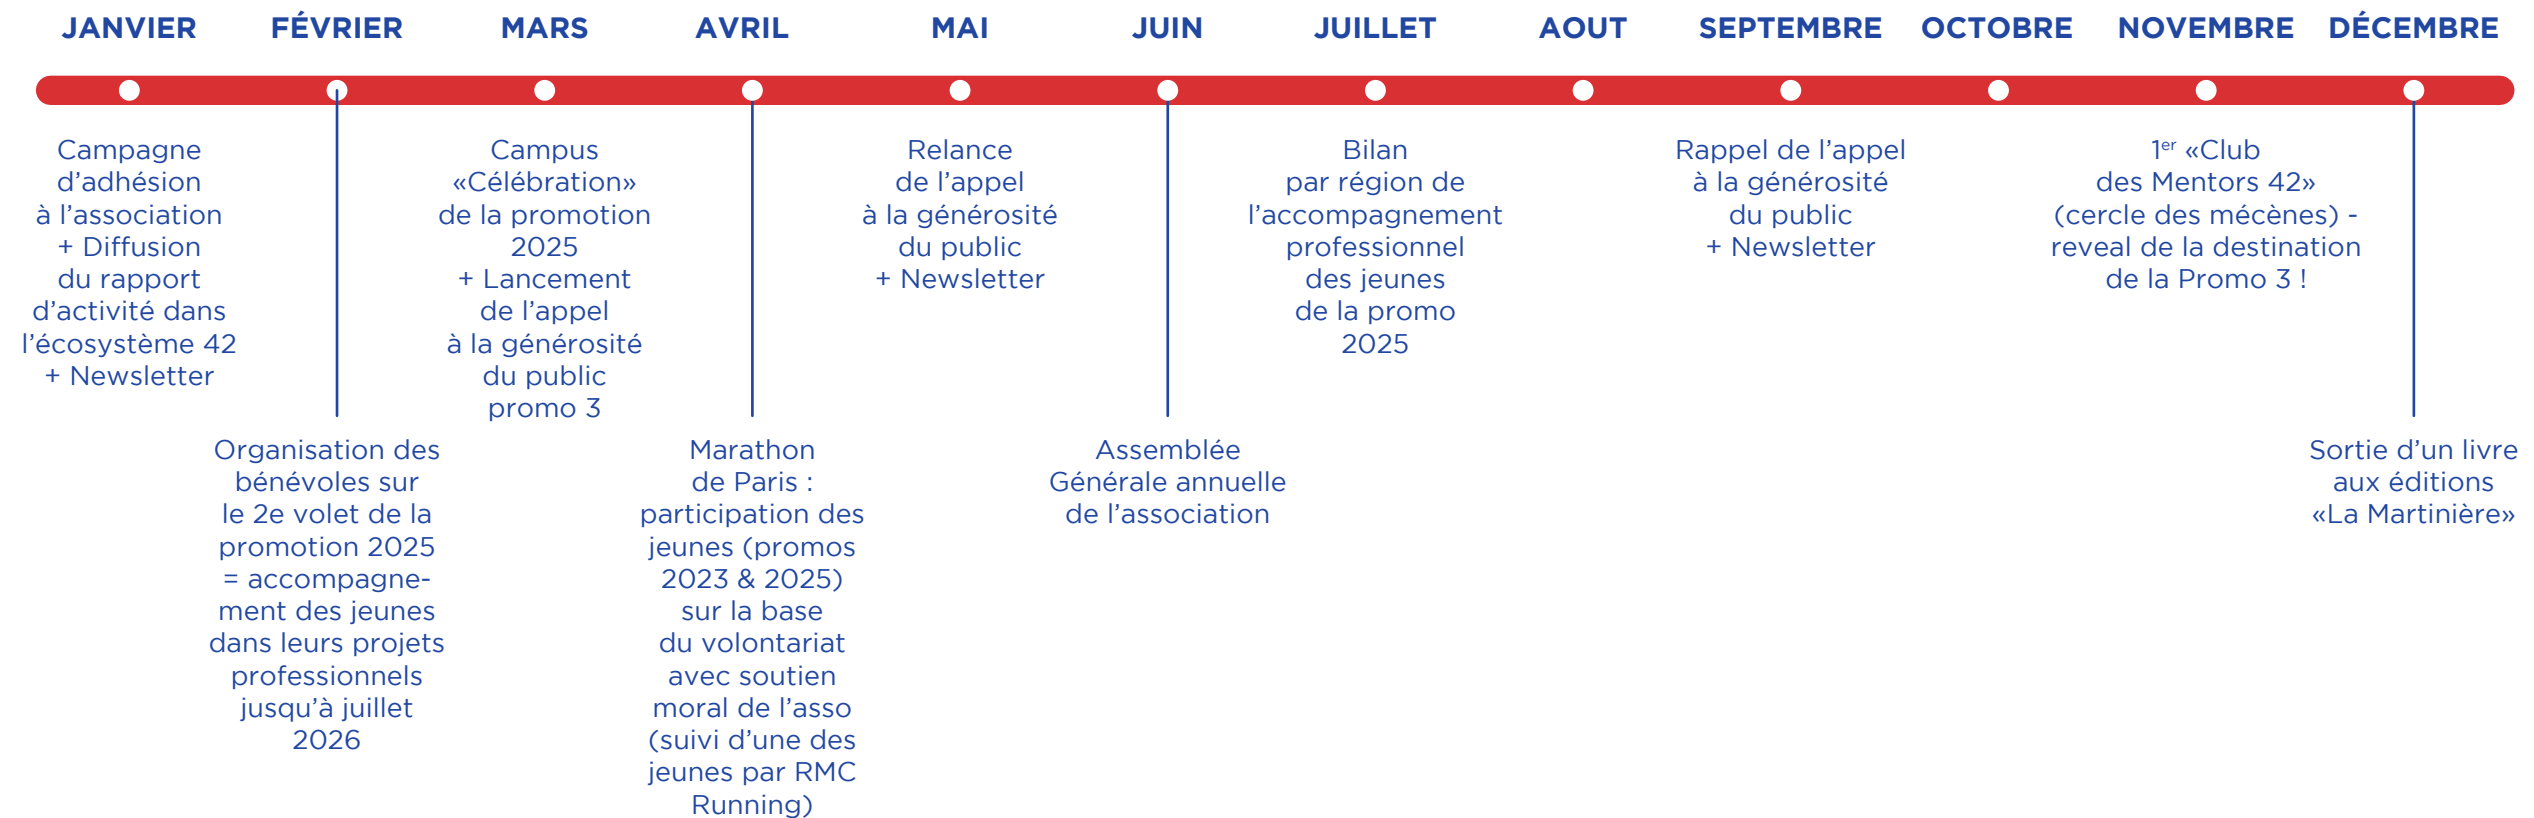 JANVIER
FÉVRIER
MARS
AVRIL
MAI
JUIN
JUILLET
AOUT
SEPTEMBRE
OCTOBRE
NOVEMBRE
DÉCEMBRE
Campagne
d’adhésion
à l’association
+ Diffusion
du rapport
d’activité dans
l’écosystème 42
+ Newsletter
Organisation des
bénévoles sur
le 2e volet de la
promotion 2025
= accompagne-
ment des jeunes
dans leurs projets
professionnels
jusqu’à juillet
2026
Campus
«Célébration»
de la promotion
2025
+ Lancement
de l’appel
à la générosité
du public
promo 3
Marathon
de Paris :
participation des
jeunes (promos
2023 & 2025)
sur la base
du volontariat
avec soutien
moral de l’asso
(suivi d’une des
jeunes par RMC
Running)
Relance
de l’appel
à la générosité
du public
+ Newsletter
Assemblée
Générale annuelle
de l’association
Bilan
par région de
l’accompagnement
professionnel
des jeunes
de la promo
2025
Rappel de l’appel
à la générosité
du public
+ Newsletter
1er «Club
des Mentors 42»
(cercle des mécènes) -
reveal de la destination
de la Promo 3 !
Sortie d’un livre
aux éditions
«La Martinière»